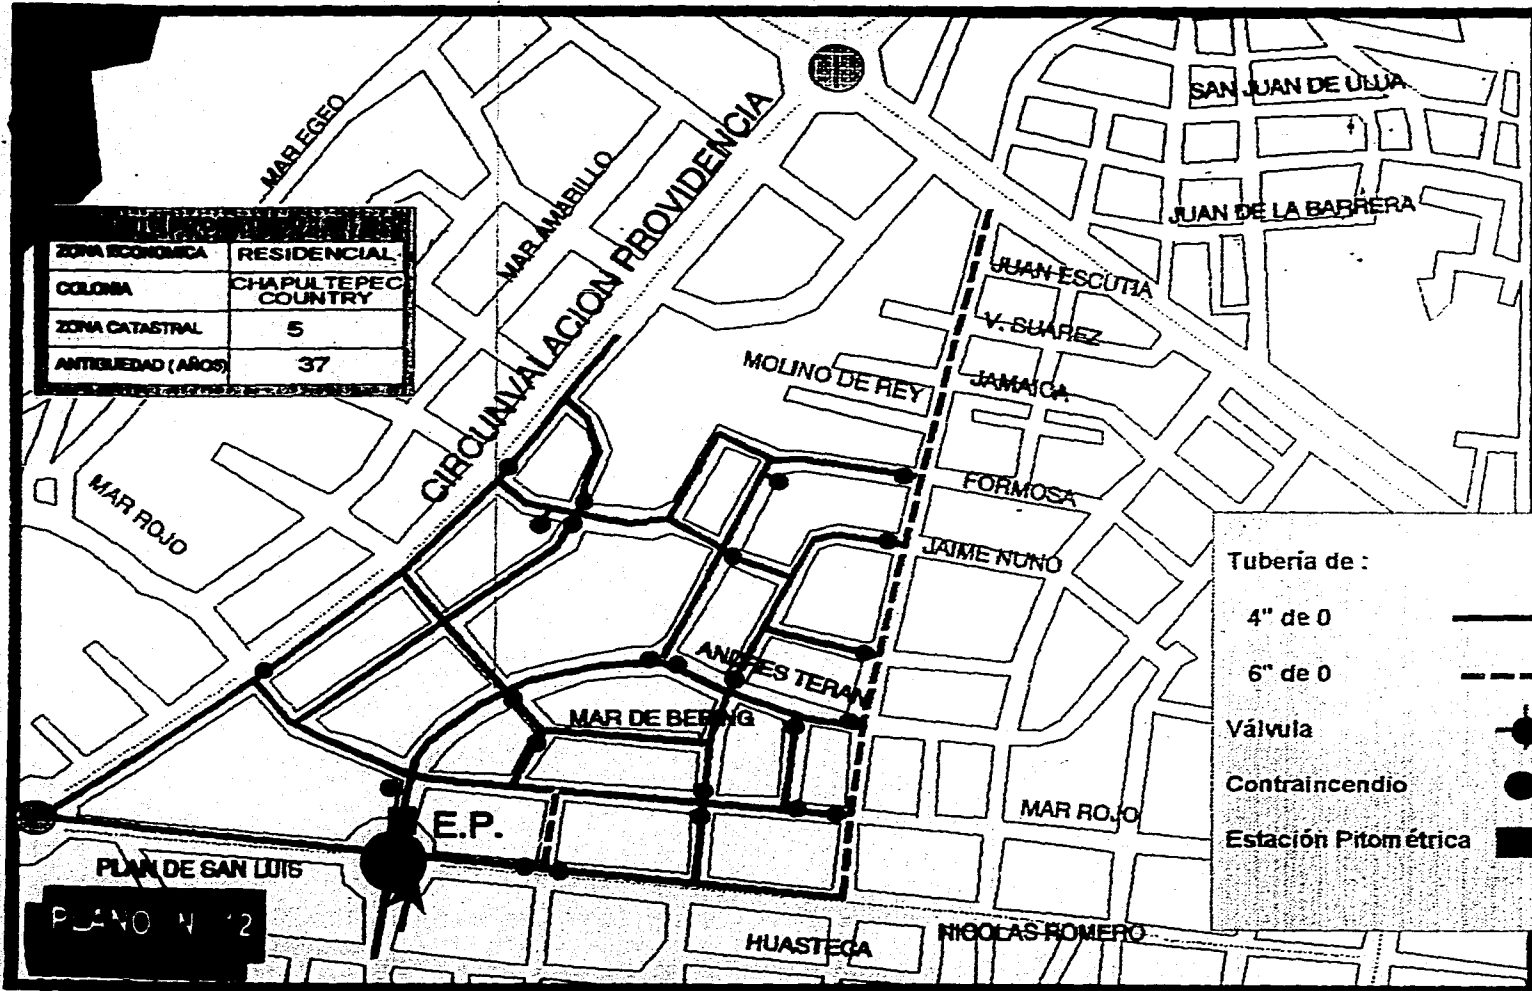 MAR EGEO
MAR AMARILLO
CIRCLINVALACION PROVIDENCIA
SAN JUAN DE ULUA
JUAN DE LA BARRERA
ZONA ECONOMICA RESIDENCIAL
COLONIA CHAPULTEPEC
COUNTRY
ZONA CATASTRAL 5
ANTIGUEDAD (AÑOS) 37
JUAN ESCUTIA
V. SUAREZ
MOLINO DE REY
JAMAICA
MAR ROJO
FORMOSA
JAIME NUNO
ANDRES TERAN
MAR DE BERING
MAR ROJO
E.P.
PLAN DE SAN LUIS
HUASTECA
NICOLAS ROMERO
Tubería de :
4" de 0
6" de 0
Válvula
Contraincendio
Estación Pitométrica
PLANO N 12